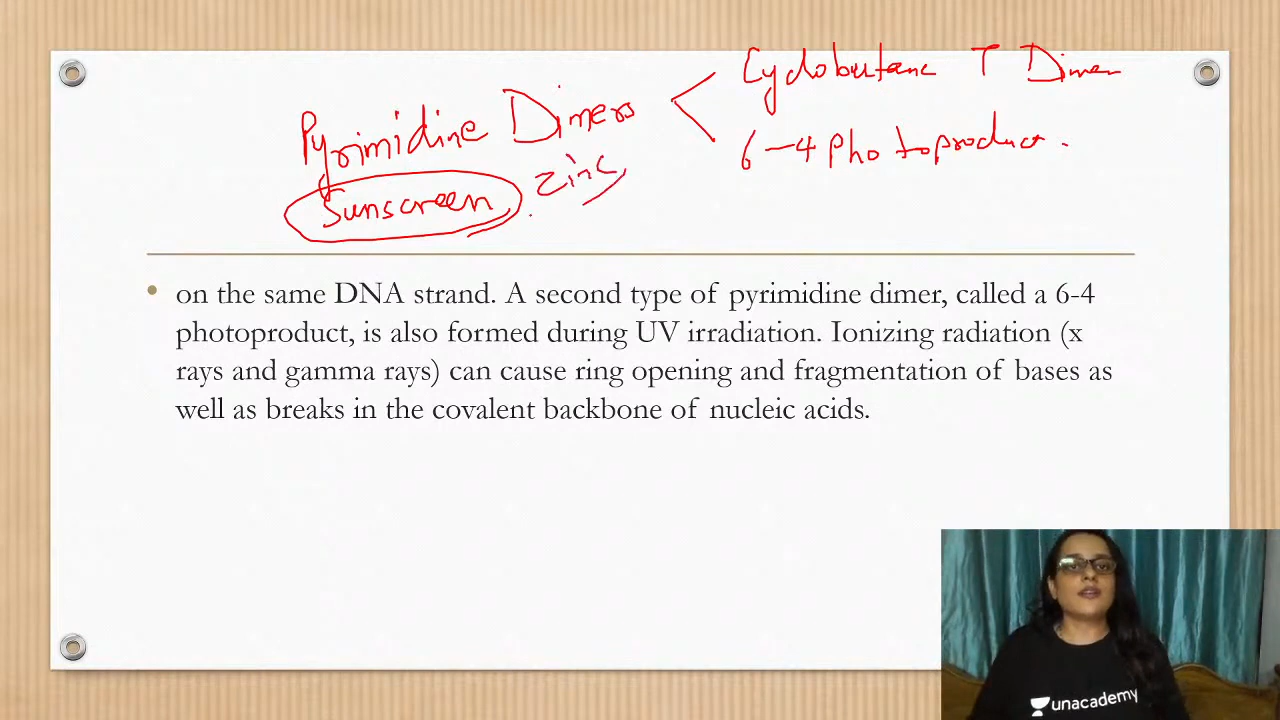 Cyclobutane T Dimer
Pyrimidine Dimers
6-4 Photoproduct.
Sunscreen zinc
• on the same DNA strand. A second type of pyrimidine dimer, called a 6-4
photoproduct, is also formed during UV irradiation. Ionizing radiation (x
rays and gamma rays) can cause ring opening and fragmentation of bases as
well as breaks in the covalent backbone of nucleic acids.
unacademy